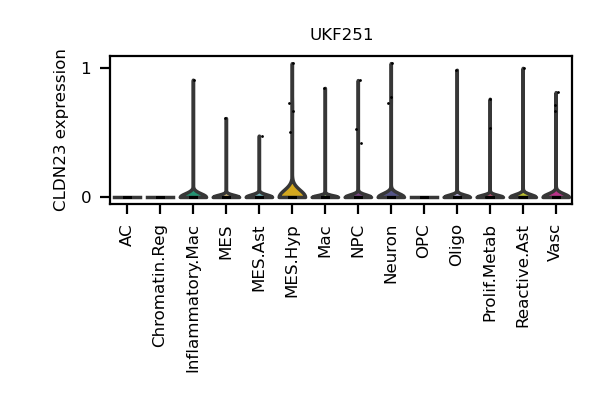 UKF251
CLDN23 expression
1
0
AC
Chromatin.Reg
Inflammatory.Mac
MES
MES.Ast
MES.Hyp
Mac
NPC
Neuron
OPC
Oligo
Prolif.Metab
Reactive.Ast
Vasc